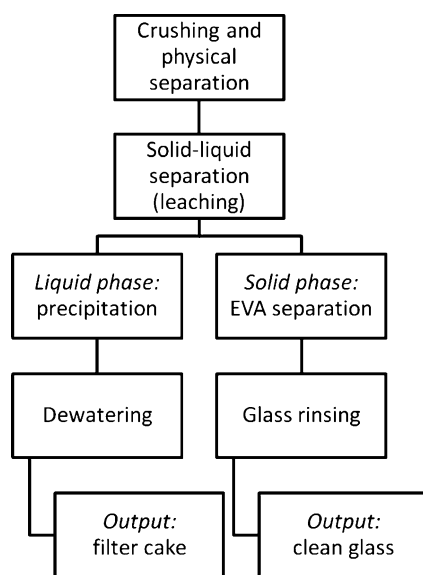 Crushing and
physical
separation
Solid-liquid
separation
(leaching)
Liquid phase:
precipitation
Solid phase:
EVA separation
Dewatering
Glass rinsing
Output:
filter cake
Output:
clean glass